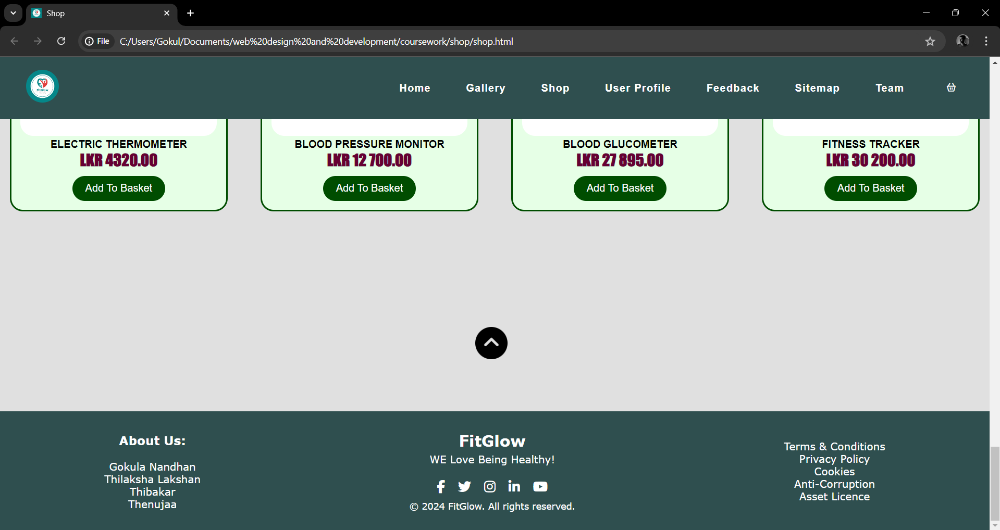 Shop
File
C:/Users/Gokul/Documents/web%20design%20and%20development/coursework/shop/shop.html
FitGlow
Home
Gallery
Shop
User Profile
Feedback
Sitemap
Team
ELECTRIC THERMOMETER
LKR 4320.00
Add To Basket
BLOOD PRESSURE MONITOR
LKR 12 700.00
Add To Basket
BLOOD GLUCOMETER
LKR 27 895.00
Add To Basket
FITNESS TRACKER
LKR 30 200.00
Add To Basket
About Us:
Gokula Nandhan
Thilaksha Lakshan
Thibakar
Thenujaa
FitGlow
WE Love Being Healthy!
© 2024 FitGlow. All rights reserved.
Terms & Conditions
Privacy Policy
Cookies
Anti-Corruption
Asset Licence